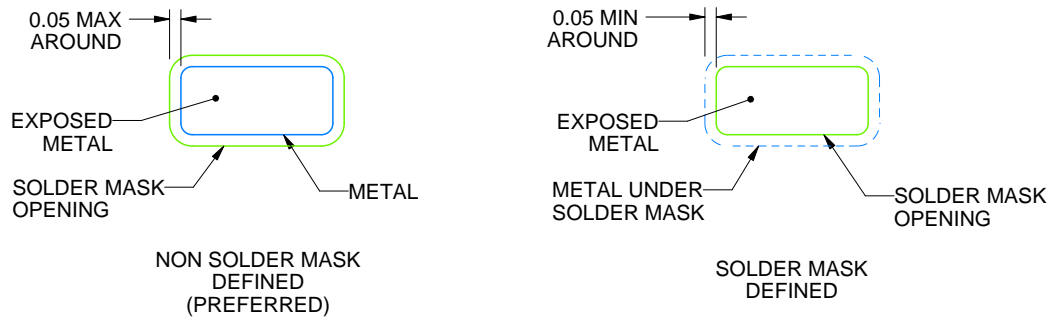 0.05 MAX
AROUND
EXPOSED
METAL
SOLDER MASK
OPENING
METAL
NON SOLDER MASK
DEFINED
(PREFERRED)
0.05 MIN
AROUND
EXPOSED
METAL
METAL UNDER
SOLDER MASK
SOLDER MASK
OPENING
SOLDER MASK
DEFINED